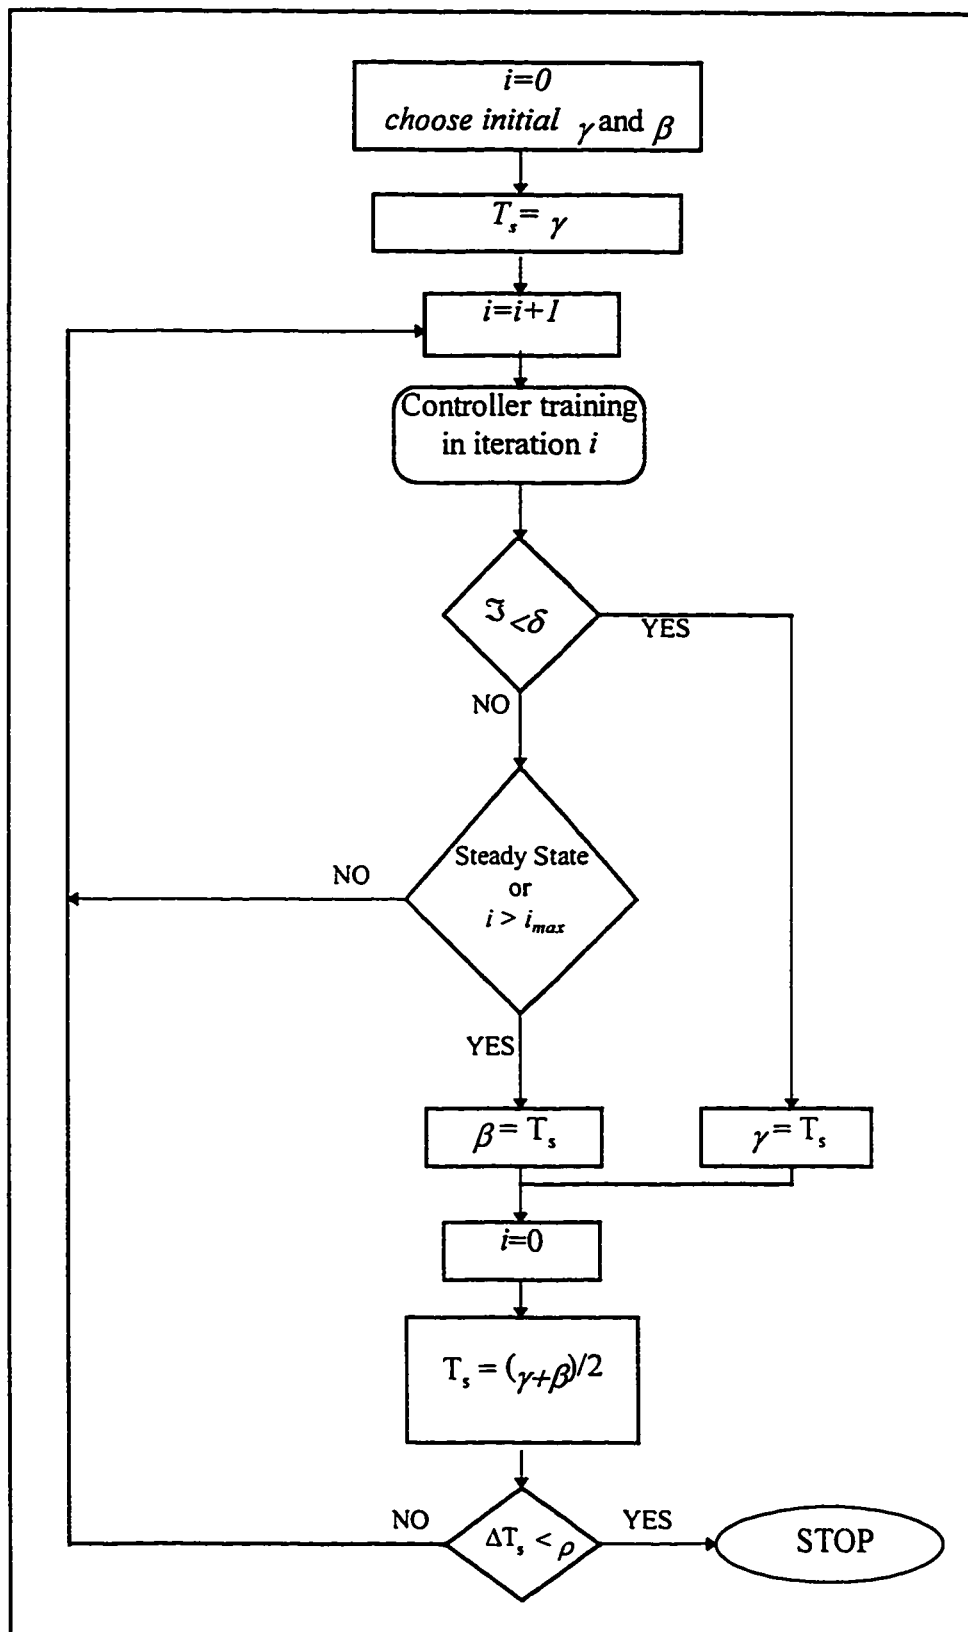 i=0
choose initial γ and β
T_s = γ
i=i+1
Controller training
in iteration i
ℑ <δ
YES
NO
Steady State
or
i > i_max
NO
YES
β = T_s
γ = T_s
i=0
T_s = (γ+β)/2
ΔT_s < ρ
NO
YES
STOP